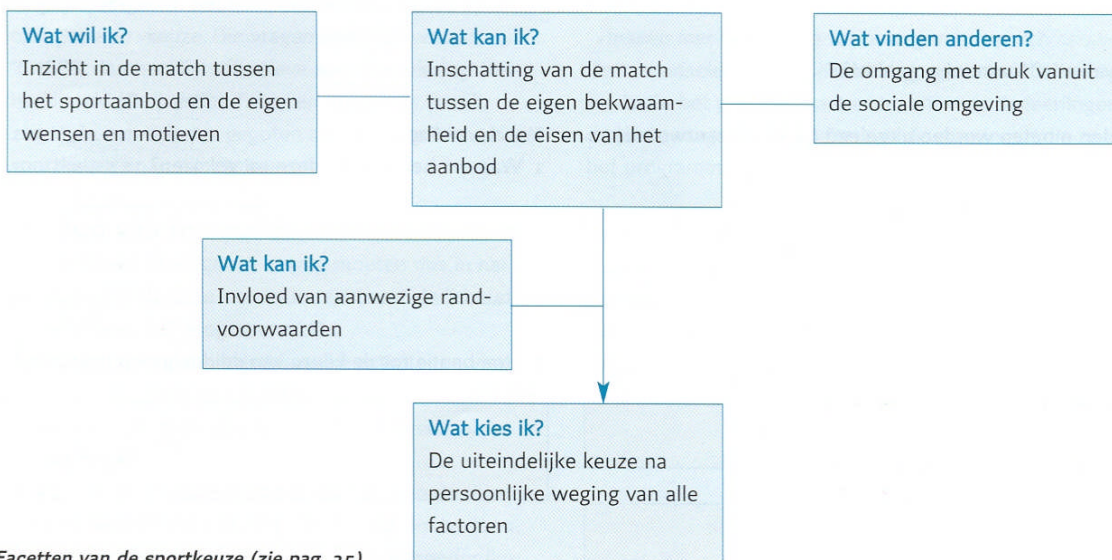 Wat wil ik?
Inzicht in de match tussen
het sportaanbod en de eigen
wensen en motieven
Wat kan ik?
Inschatting van de match
tussen de eigen bekwaam-
heid en de eisen van het
aanbod
Wat vinden anderen?
De omgang met druk vanuit
de sociale omgeving
Wat kan ik?
Invloed van aanwezige rand-
voorwaarden
Wat kies ik?
De uiteindelijke keuze na
persoonlijke weging van alle
factoren
Facetten van de sportkeuze (zie pag.